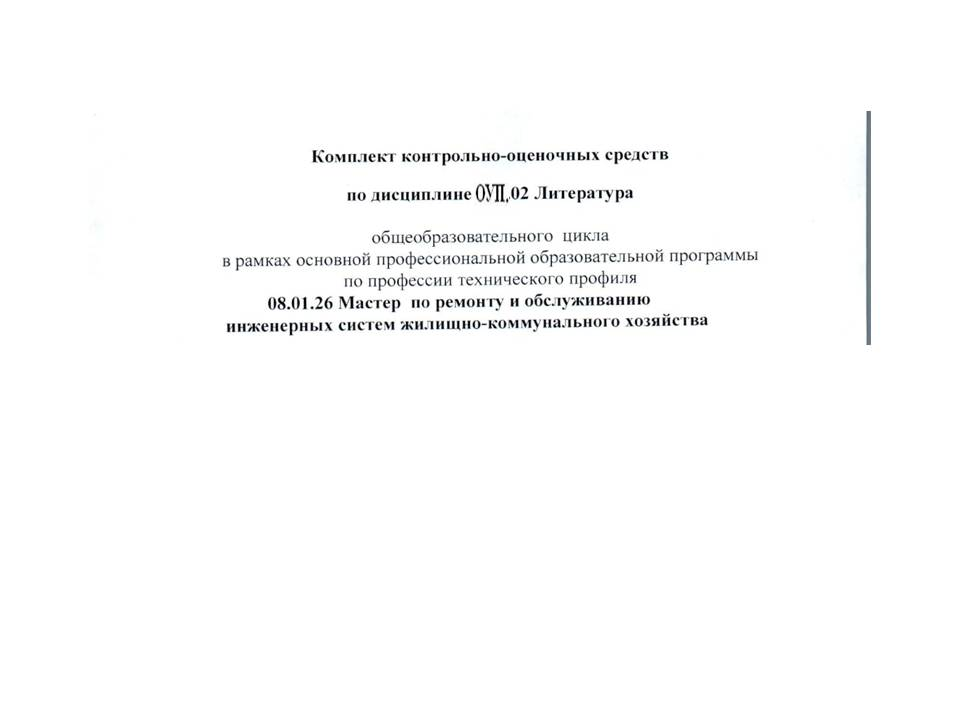 Комплект контрольно-оценочных средств
по дисциплине ОУП.02 Литература
общеобразовательного цикла
в рамках основной профессиональной образовательной программы
по профессии технического профиля
08.01.26 Мастер по ремонту и обслуживанию
инженерных систем жилищно-коммунального хозяйства